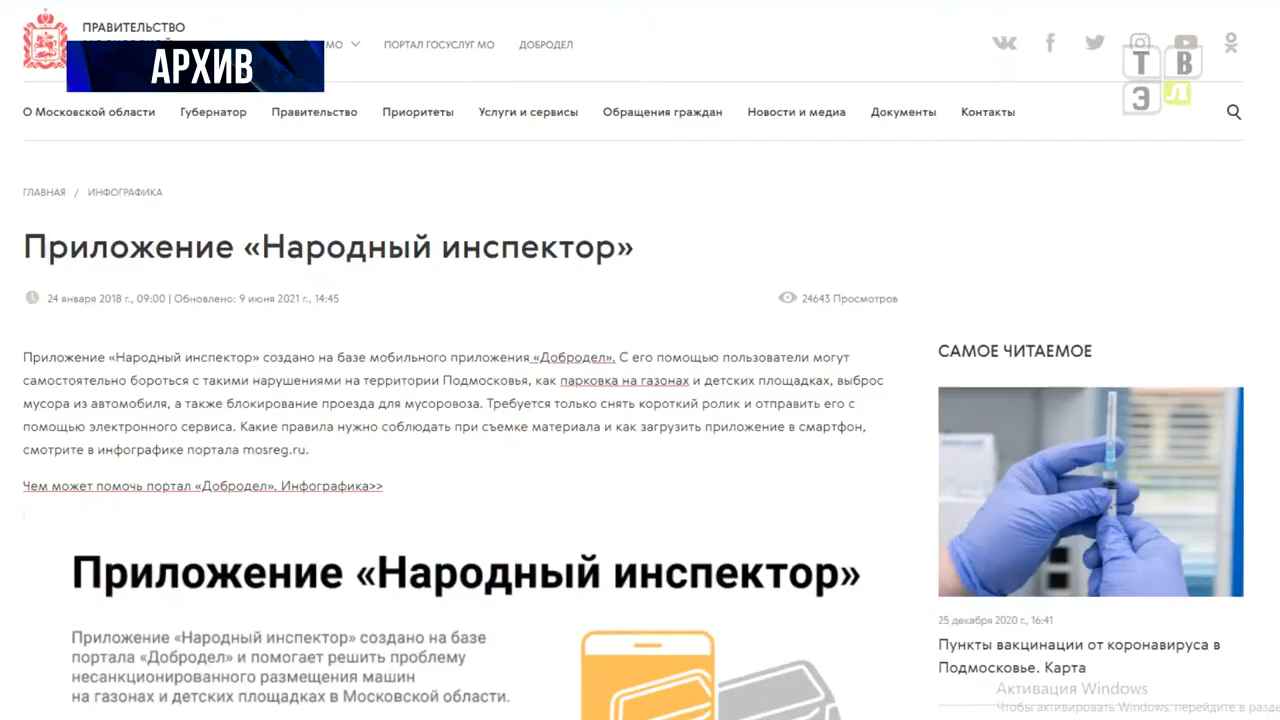 ПРАВИТЕЛЬСТВО
АРХИВ
МО
ПОРТАЛ ГОСУСЛУГ МО
ДОБРОДЕЛ
Т В
Э Л
О Московской области
Губернатор
Правительство
Приоритеты
Услуги и сервисы
Обращения граждан
Новости и медиа
Документы
Контакты
ГЛАВНАЯ / ИНФОГРАФИКА
Приложение «Народный инспектор»
24 января 2018 г., 09:00 | Обновлено: 9 июня 2021 г., 14:45
24643 Просмотров
Приложение «Народный инспектор» создано на базе мобильного приложения «Добродел». С его помощью пользователи могут
самостоятельно бороться с такими нарушениями на территории Подмосковья, как парковка на газонах и детских площадках, выброс
мусора из автомобиля, а также блокирование проезда для мусоровоза. Требуется только снять короткий ролик и отправить его с
помощью электронного сервиса. Какие правила нужно соблюдать при съемке материала и как загрузить приложение в смартфон,
смотрите в инфографике портала mosreg.ru.
Чем может помочь портал «Добродел». Инфографика>>
Приложение «Народный инспектор»
Приложение «Народный инспектор» создано на базе
портала «Добродел» и помогает решить проблему
несанкционированного размещения машин
на газонах и детских площадках в Московской области.
САМОЕ ЧИТАЕМОЕ
25 декабря 2020 г., 16:41
Пункты вакцинации от коронавируса в
Подмосковье. Карта
Активация Windows
Чтобы активировать Windows, перейдите в разде